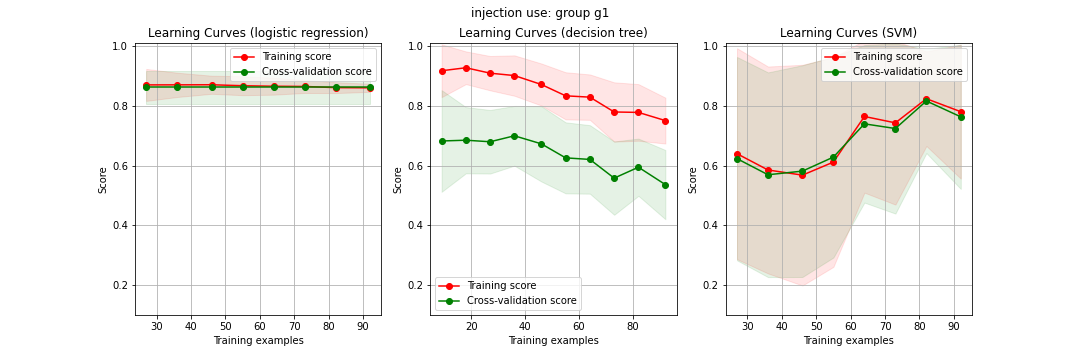 injection use: group g1
Learning Curves (logistic regression)
1.0
0.8
0.6
0.4
0.2
Score
30 40 50 60 70 80 90
Training examples
Training score
Cross-validation score
Learning Curves (decision tree)
1.0
0.8
0.6
0.4
0.2
Score
20 40 60 80
Training examples
Training score
Cross-validation score
Learning Curves (SVM)
1.0
0.8
0.6
0.4
0.2
Score
30 40 50 60 70 80 90
Training examples
Training score
Cross-validation score